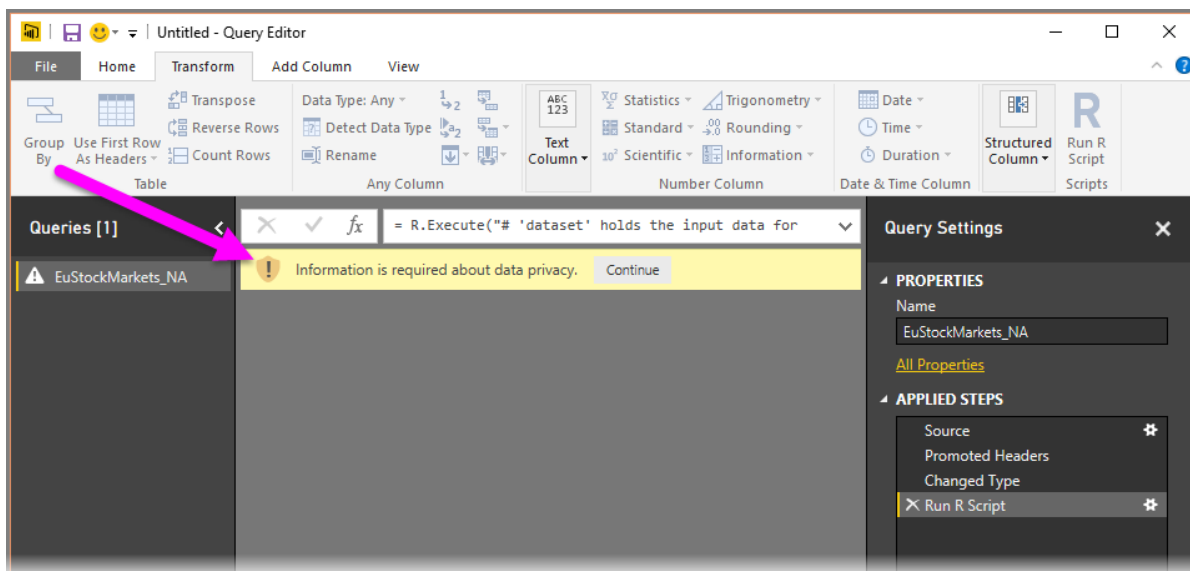 Untitled - Query Editor
File Home Transform Add Column View
Group By
Use First Row As Headers
Transpose
Reverse Rows
Count Rows
Table
Data Type: Any
Detect Data Type
Rename
Any Column
ABC 123
Text Column
Statistics
Standard
10² Scientific
Trigonometry
Rounding
Information
Number Column
Date
Time
Duration
Date & Time Column
Structured Column
R
Run R Script
Scripts
Queries [1]
fx = R.Execute("# 'dataset' holds the input data for
Query Settings
EuStockMarkets_NA
Information is required about data privacy. Continue
PROPERTIES
Name
EuStockMarkets_NA
All Properties
APPLIED STEPS
Source
Promoted Headers
Changed Type
Run R Script